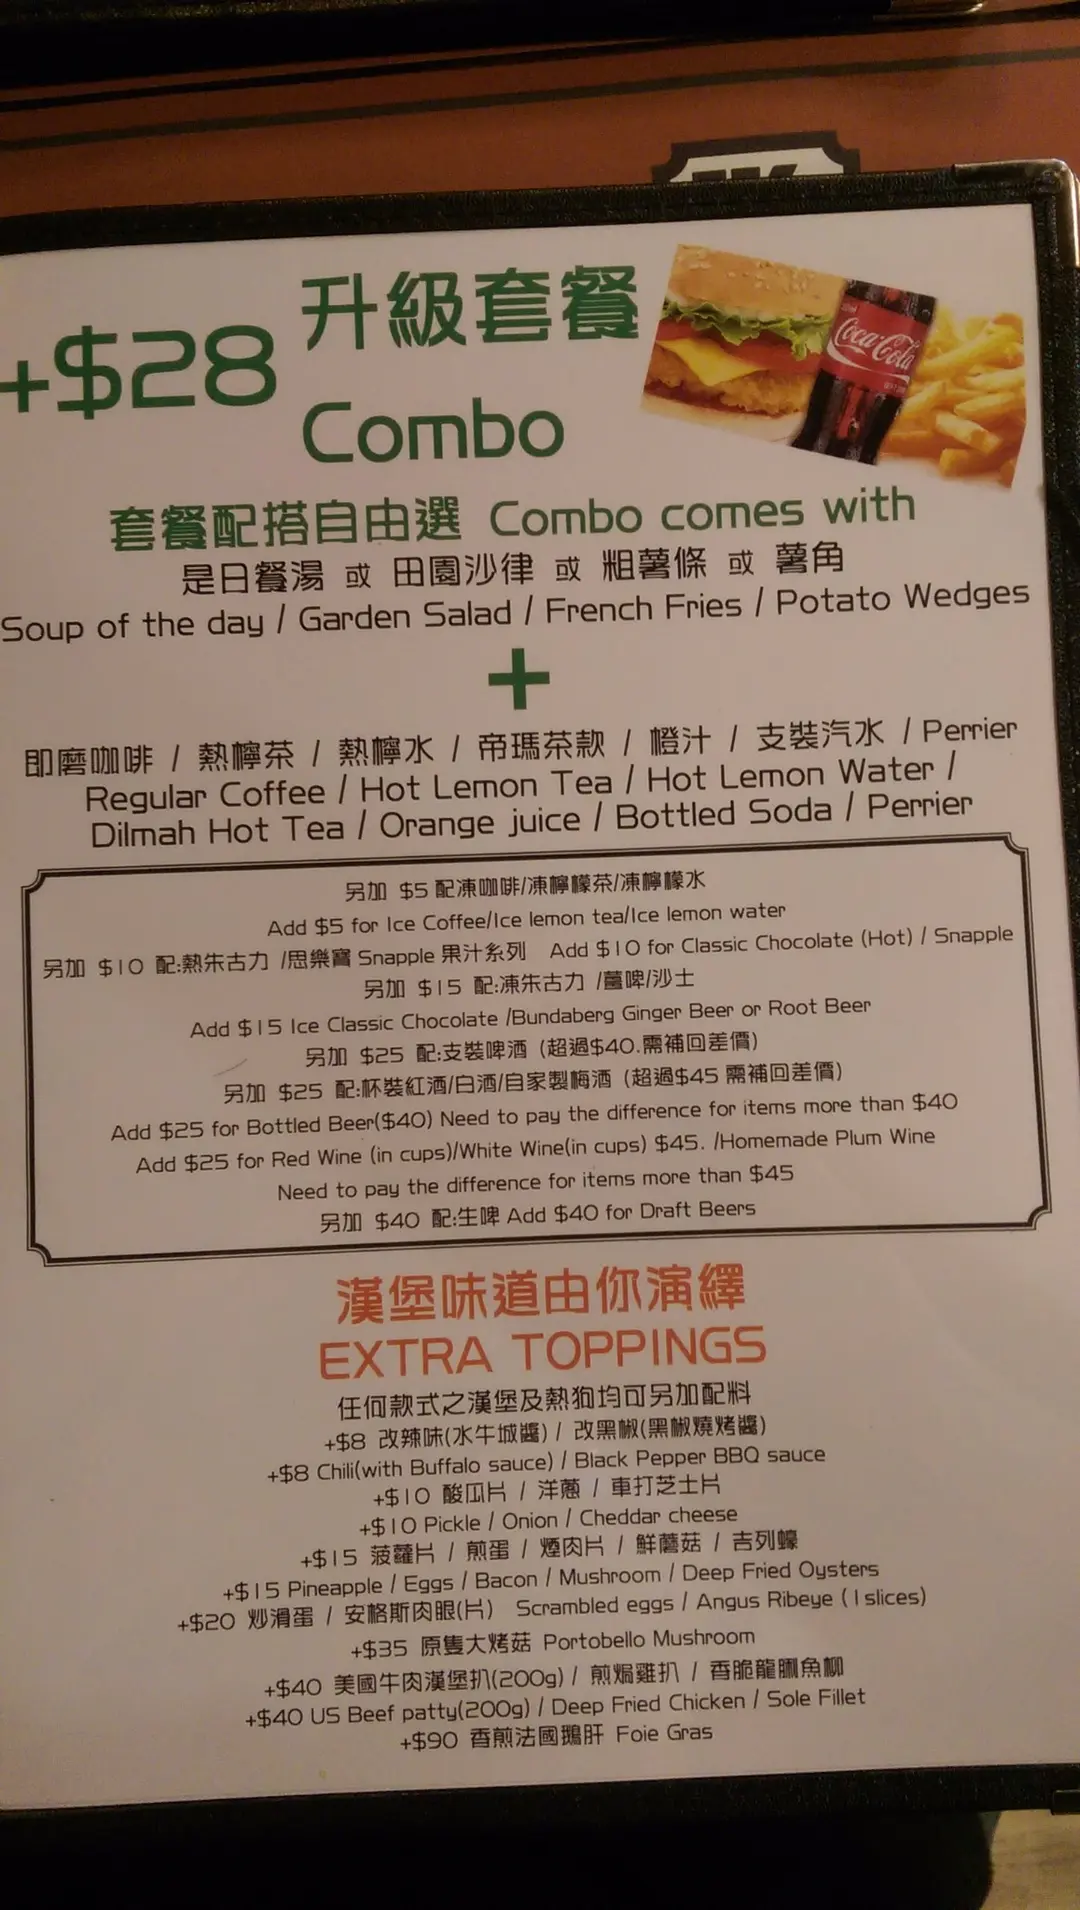 +$28
升級套餐
Combo
Coca-Cola
套餐配搭自由選 Combo comes with
是日餐湯 或 田園沙律 或 粗薯條 或 薯角
Soup of the day / Garden Salad / French Fries / Potato Wedges
+
即磨咖啡 / 熱檸茶 / 熱檸水 / 帝瑪茶款 / 橙汁 / 支裝汽水 / Perrier
Regular Coffee / Hot Lemon Tea / Hot Lemon Water /
Dilmah Hot Tea / Orange juice / Bottled Soda / Perrier
另加 $5 配凍咖啡/凍檸檬茶/凍檸檬水
Add $5 for Ice Coffee/Ice lemon tea/Ice lemon water
另加 $10 配:熱朱古力 /思樂寶 Snapple 果汁系列 Add $10 for Classic Chocolate (Hot) / Snapple
另加 $15 配:凍朱古力 /薑啤/沙士
Add $15 Ice Classic Chocolate /Bundaberg Ginger Beer or Root Beer
另加 $25 配:支裝啤酒 (超過$40.需補回差價)
另加 $25 配:杯裝紅酒/白酒/自家製梅酒 (超過$45 需補回差價)
Add $25 for Bottled Beer($40) Need to pay the difference for items more than $40
Add $25 for Red Wine (in cups)/White Wine(in cups) $45. /Homemade Plum Wine
Need to pay the difference for items more than $45
另加 $40 配:生啤 Add $40 for Draft Beers
漢堡味道由你演繹
EXTRA TOPPINGS
任何款式之漢堡及熱狗均可另加配料
+$8 改辣味(水牛城醬) / 改黑椒(黑椒燒烤醬)
+$8 Chili(with Buffalo sauce) / Black Pepper BBQ sauce
+$10 酸瓜片 / 洋蔥 / 車打芝士片
+$10 Pickle / Onion / Cheddar cheese
+$15 菠蘿片 / 煎蛋 / 煙肉片 / 鮮蘑菇 / 吉列蠔
+$15 Pineapple / Eggs / Bacon / Mushroom / Deep Fried Oysters
+$20 炒滑蛋 / 安格斯肉眼(片) Scrambled eggs / Angus Ribeye (1slices)
+$35 原隻大烤菇 Portobello Mushroom
+$40 美國牛肉漢堡扒(200g) / 煎焗雞扒 / 香脆龍脷魚柳
+$40 US Beef patty(200g) / Deep Fried Chicken / Sole Fillet
+$90 香煎法國鵝肝 Foie Gras